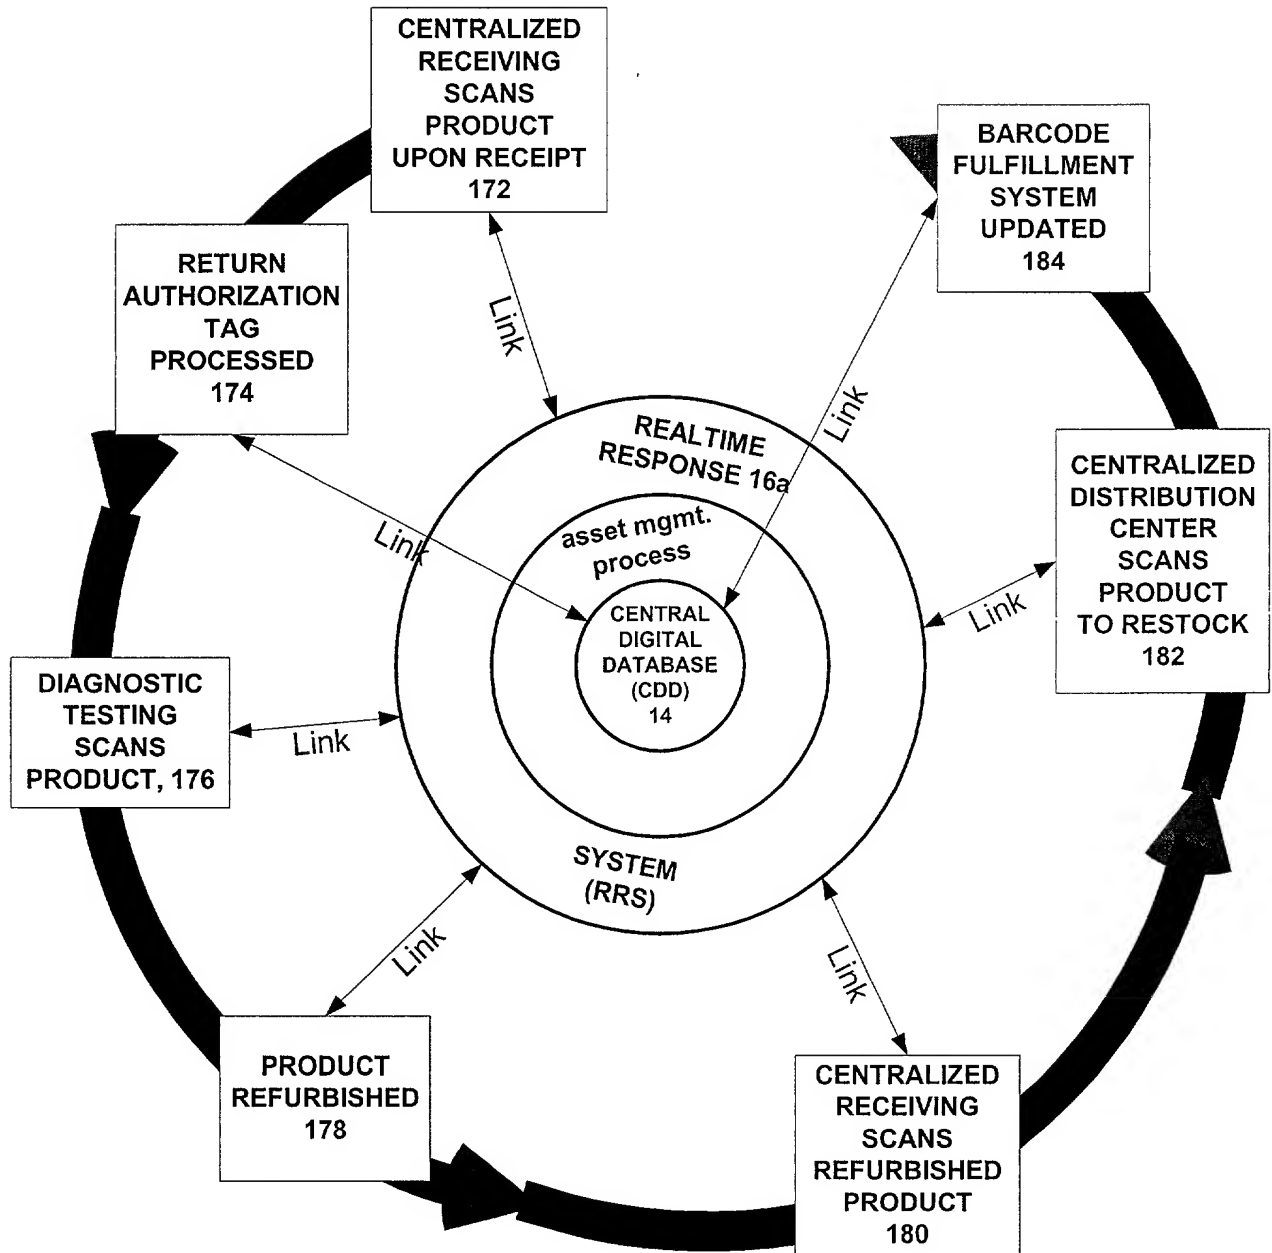 CENTRALIZED
RECEIVING
SCANS
PRODUCT
UPON RECEIPT
172
BARCODE
FULFILLMENT
SYSTEM
UPDATED
184
RETURN
AUTHORIZATION
TAG
PROCESSED
174
Link
Link
REALTIME
RESPONSE 16a
CENTRALIZED
DISTRIBUTION
CENTER
SCANS
PRODUCT
TO RESTOCK
182
Link
asset mgmt.
process
Link
CENTRAL
DIGITAL
DATABASE
(CDD)
14
DIAGNOSTIC
TESTING
SCANS
PRODUCT, 176
Link
SYSTEM
(RRS)
Link
Link
PRODUCT
REFURBISHED
178
CENTRALIZED
RECEIVING
SCANS
REFURBISHED
PRODUCT
180